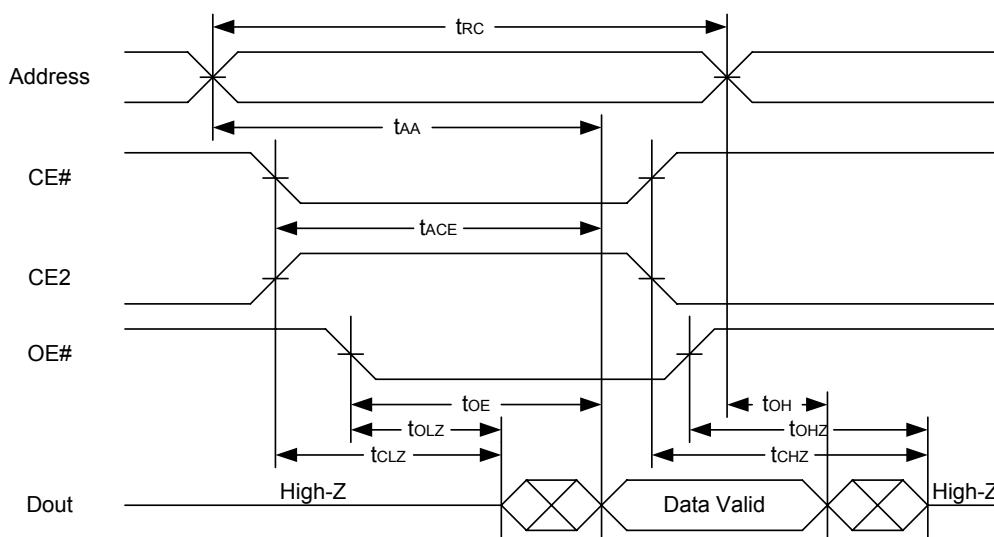 tRC
Address
tAA
CE#
tACE
CE2
OE#
tOE
tOH
tOLZ
tOHZ
tCLZ
tCHZ
High-Z
High-Z
Dout
Data Valid